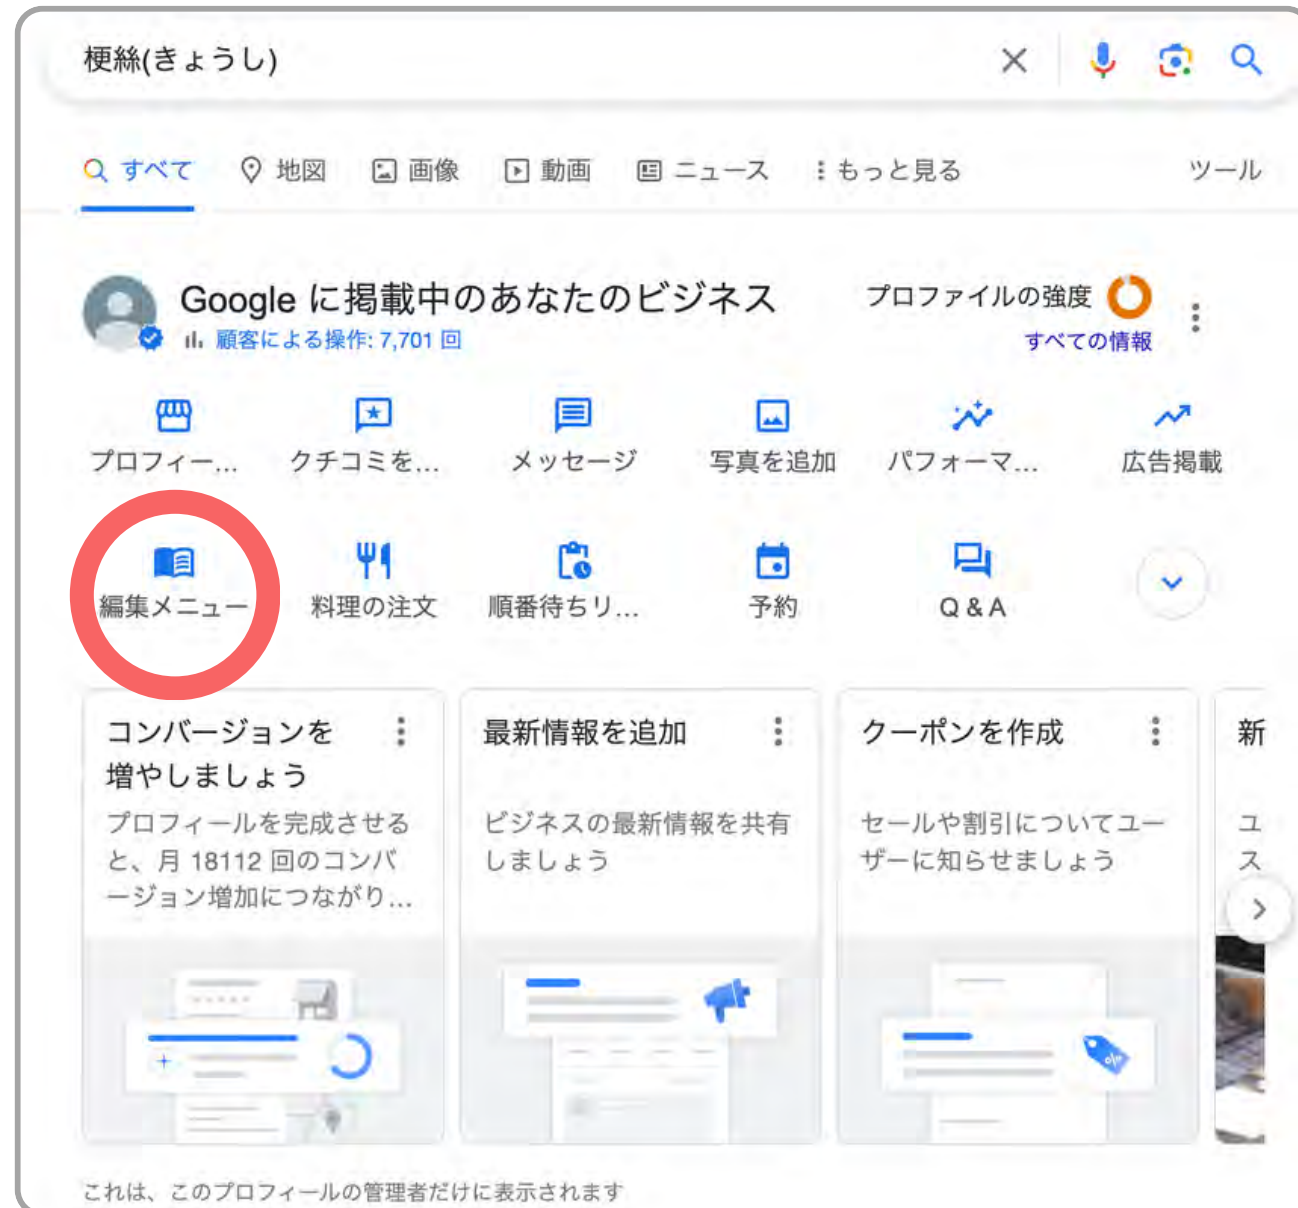 梗絲(きょうし)
すべて 地図 画像 動画 ニュース もっと見る ツール
Google に掲載中のあなたのビジネス
プロファイルの強度
顧客による操作: 7,701 回
すべての情報
プロフィー... クチコミを... メッセージ 写真を追加 パフォーマ... 広告掲載
編集メニュー 料理の注文 順番待ちリ... 予約 Q & A
コンバージョンを
増やしましょう
プロフィールを完成させる
と、月 18112 回のコンバ
ージョン増加につながり...
最新情報を追加
ビジネスの最新情報を共有
しましょう
クーポンを作成
セールや割引についてユー
ザーに知らせましょう
新
ユ
ス
これは、このプロフィールの管理者だけに表示されます